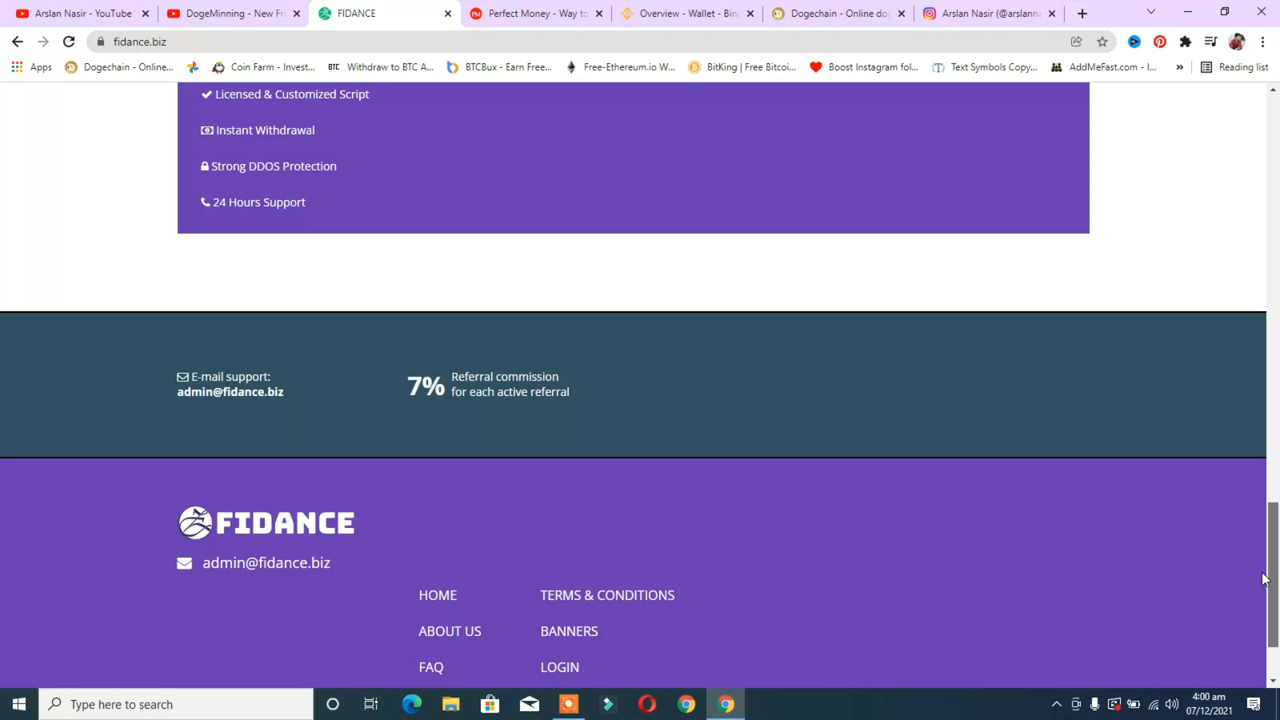 Arslan Nasir - YouTube
DogeMinning - New Fr
FIDANCE
Perfect Money - Way to
Overview - Wallet - Bin
Dogechain - Online dog
Arslan Nasir (@arslann
fidance.biz
Apps
Dogechain - Online...
Coin Farm - Invest...
BTC Withdraw to BTC A...
BTCBux - Earn Free...
Free-Ethereum.io W...
BitKing | Free Bitcoi...
Boost Instagram fol...
Text Symbols Copy...
AddMeFast.com - I...
»
Reading list
Licensed & Customized Script
Instant Withdrawal
Strong DDOS Protection
24 Hours Support
E-mail support:
admin@fidance.biz
7%
Referral commission
for each active referral
FIDANCE
admin@fidance.biz
HOME
TERMS & CONDITIONS
ABOUT US
BANNERS
FAQ
LOGIN
Type here to search
4:00 am
07/12/2021